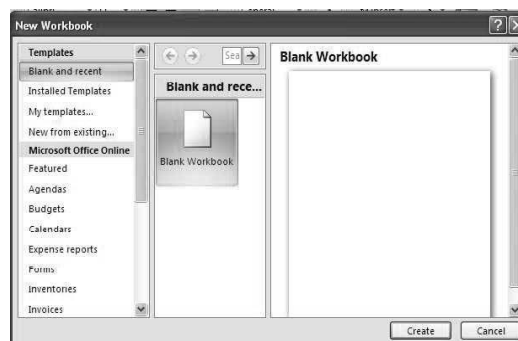 New Workbook
Templates
Blank and recent
Installed Templates
My templates...
New from existing...
Microsoft Office Online
Featured
Agendas
Budgets
Calendars
Expense reports
Forms
Inventories
Invoices
Sea
Blank and rece...
Blank Workbook
Blank Workbook
Create
Cancel